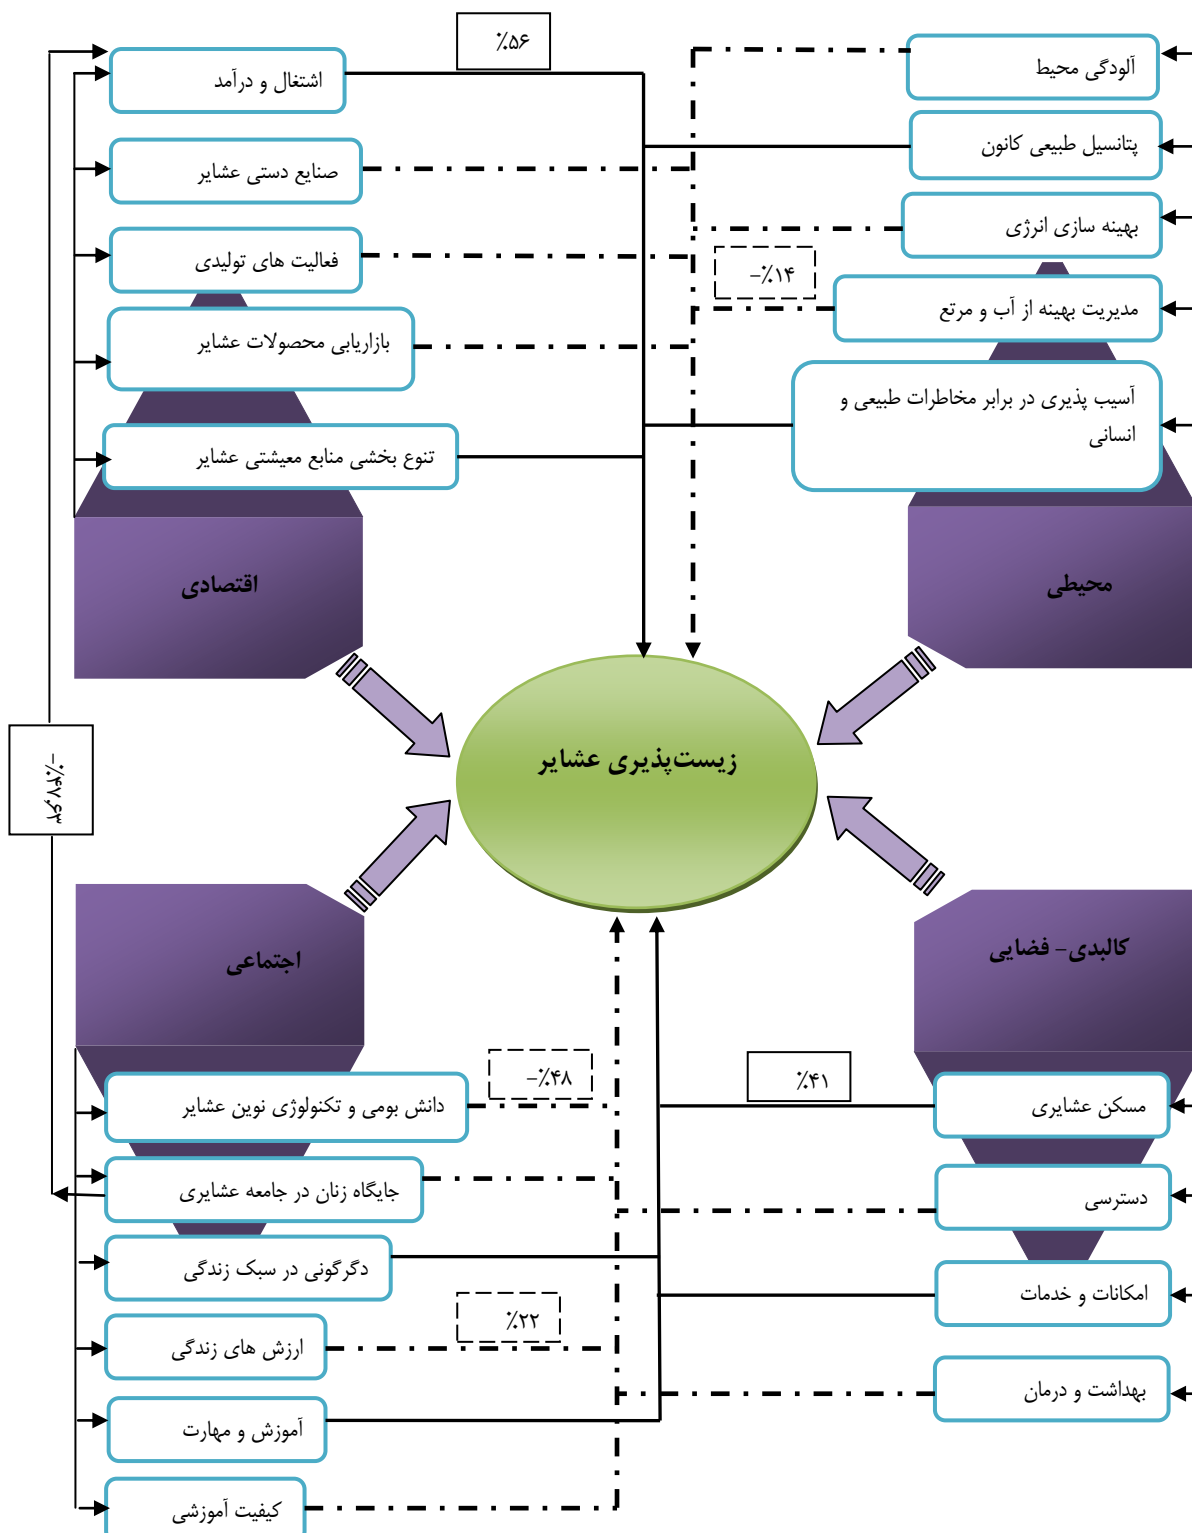 ٪۵۶
آلودگی محیط
اشتغال و درآمد
پتانسیل طبیعی کانون
صنایع دستی عشایر
بهینه سازی انرژی
فعالیت های تولیدی
-٪۱۴
مدیریت بهینه از آب و مرتع
بازاریابی محصولات عشایر
آسیب پذیری در برابر مخاطرات طبیعی و
انسانی
تنوع بخشی منابع معیشتی عشایر
محیطی
اقتصادی
زیست‌پذیری عشایر
کالبدی- فضایی
اجتماعی
-٪۴۸
٪۴۱
مسکن عشایری
دانش بومی و تکنولوژی نوین عشایر
دسترسی
جایگاه زنان در جامعه عشایری
دگرگونی در سبک زندگی
امکانات و خدمات
٪۲۲
ارزش های زندگی
بهداشت و درمان
آموزش و مهارت
کیفیت آموزشی